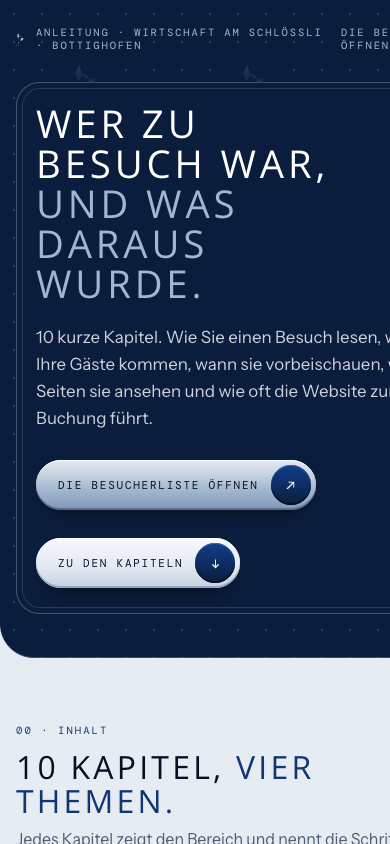 ANLEITUNG · WIRTSCHAFT AM SCHLÖSSLI
· BOTTIGHOFEN
DIE BE
ÖFFNEN
WER ZU
BESUCH WAR,
UND WAS
DARAUS
WURDE.
10 kurze Kapitel. Wie Sie einen Besuch lesen, w
Ihre Gäste kommen, wann sie vorbeischauen,
Seiten sie ansehen und wie oft die Website zu
Buchung führt.
DIE BESUCHERLISTE ÖFFNEN
ZU DEN KAPITELN
00 · INHALT
10 KAPITEL, VIER
THEMEN.
Jedes Kapitel zeigt den Bereich und nennt die Schri